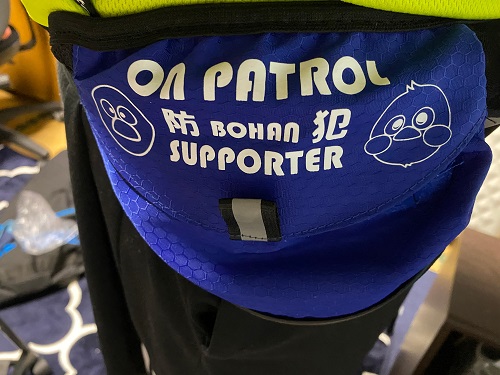 ON PATROL
防 BOHAN 犯
SUPPORTER